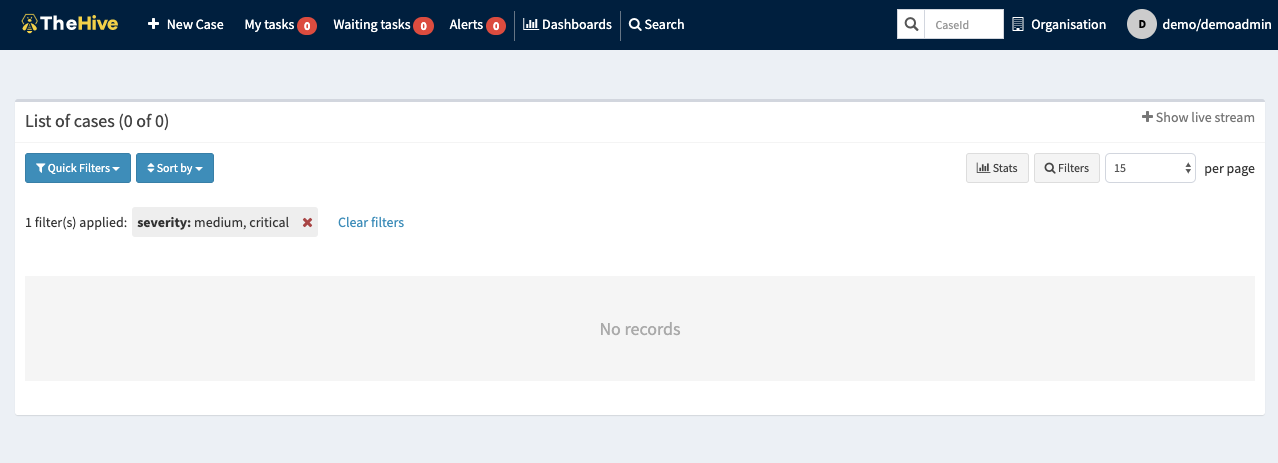 TheHive New Case My tasks 0 Waiting tasks 0 Alerts 0 Dashboards Search CaseId Organisation D demo/demoadmin
List of cases (0 of 0) Show live stream
Quick Filters Sort by Stats Filters 15 per page
1 filter(s) applied: severity: medium, critical Clear filters
No records